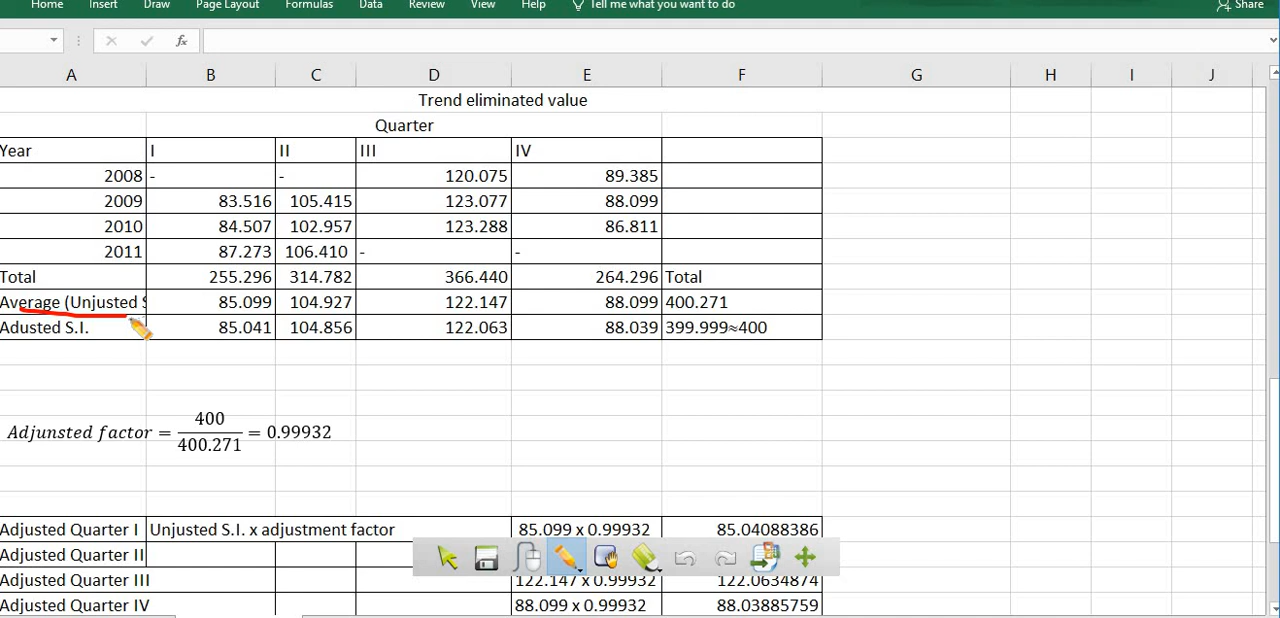 Home Insert Draw Page Layout Formulas Data Review View Help Tell me what you want to do Share
fx
A B C D E F G H I J
Trend eliminated value
Quarter
Year I II III IV
2008 - - 120.075 89.385
2009 83.516 105.415 123.077 88.099
2010 84.507 102.957 123.288 86.811
2011 87.273 106.410 - -
Total 255.296 314.782 366.440 264.296 Total
Average (Unjusted S 85.099 104.927 122.147 88.099 400.271
Adusted S.I. 85.041 104.856 122.063 88.039 399.999≈400
Adjunsted factor = 400 / 400.271 = 0.99932
Adjusted Quarter I Unjusted S.I. x adjustment factor 85.099 x 0.99932 85.04088386
Adjusted Quarter II
Adjusted Quarter III 122.147 x 0.99932 122.0634874
Adjusted Quarter IV 88.099 x 0.99932 88.03885759